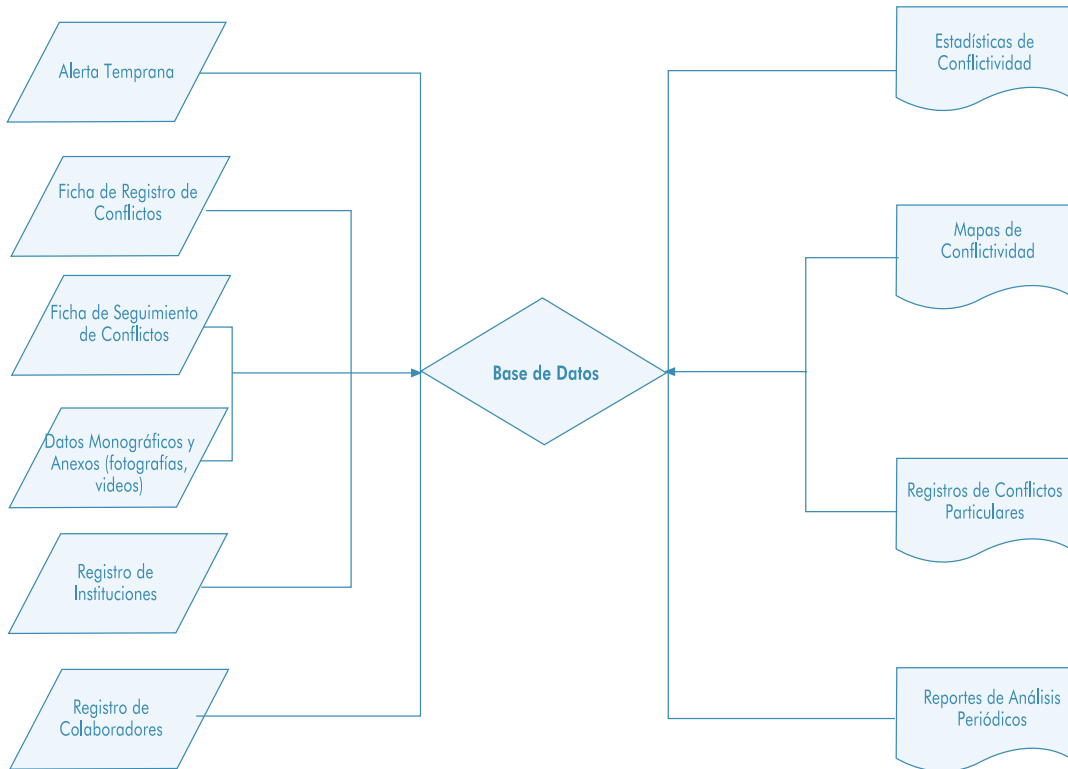 Alerta Temprana
Ficha de Registro de
Conflictos
Ficha de Seguimiento
de Conflictos
Datos Monográficos y
Anexos (fotografías,
videos)
Registro de
Instituciones
Registro de
Colaboradores
Base de Datos
Estadísticas de
Conflictividad
Mapas de
Conflictividad
Registros de Conflictos
Particulares
Reportes de Análisis
Periódicos